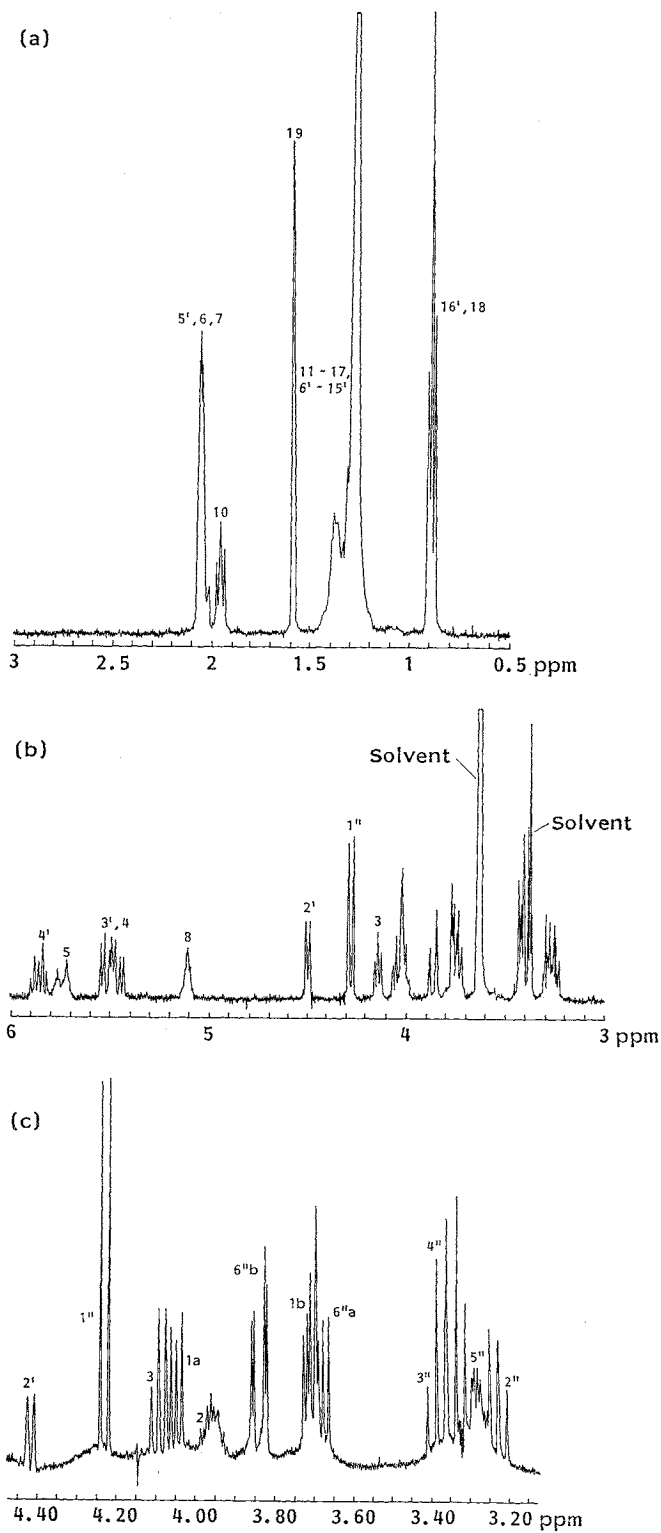 (a)
19
5',6,7
16',18
11 ~ 17,
6' ~ 15'
10
3 2.5 2 1.5 1 0.5 ppm
(b)
Solvent
1"
Solvent
2'
4' 3',4 3
5 8
6 5 4 3 ppm
(c)
6"b 4"
1" 1b 6"a
1a 5"
2' 3 3" 2"
2
4.40 4.20 4.00 3.80 3.60 3.40 3.20 ppm